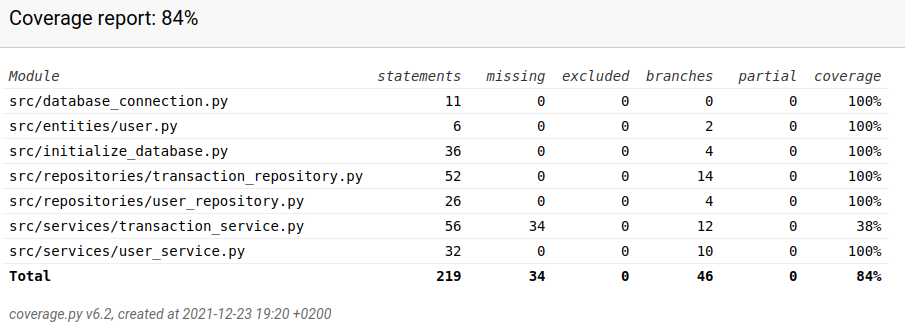 Coverage report: 84%
Module statements missing excluded branches partial coverage
src/database_connection.py 11 0 0 0 0 100%
src/entities/user.py 6 0 0 2 0 100%
src/initialize_database.py 36 0 0 4 0 100%
src/repositories/transaction_repository.py 52 0 0 14 0 100%
src/repositories/user_repository.py 26 0 0 4 0 100%
src/services/transaction_service.py 56 34 0 12 0 38%
src/services/user_service.py 32 0 0 10 0 100%
Total 219 34 0 46 0 84%
coverage.py v6.2, created at 2021-12-23 19:20 +0200